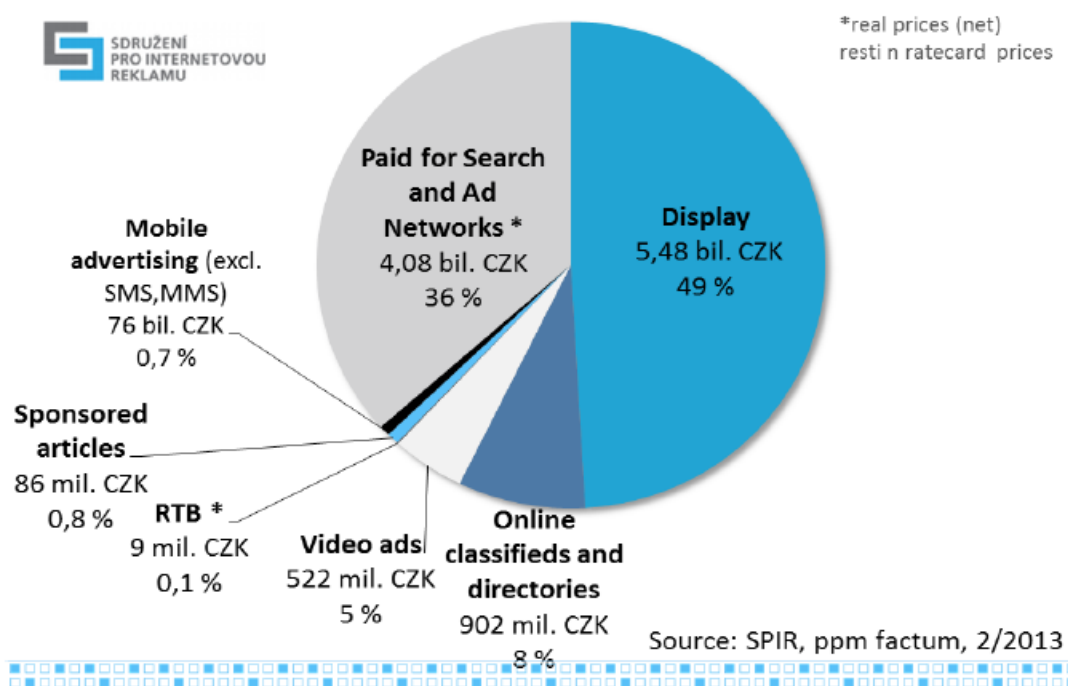 SDRUŽENÍ
PRO INTERNETOVOU
REKLAMU
*real prices (net)
resti n ratecard prices
Paid for Search
and Ad
Networks *
4,08 bil. CZK
36 %
Display
5,48 bil. CZK
49 %
Mobile
advertising (excl.
SMS,MMS)
76 bil. CZK
0,7 %
Sponsored
articles
86 mil. CZK
0,8 %
RTB *
9 mil. CZK
0,1 %
Video ads
522 mil. CZK
5 %
Online
classifieds and
directories
902 mil. CZK
8 %
Source: SPIR, ppm factum, 2/2013